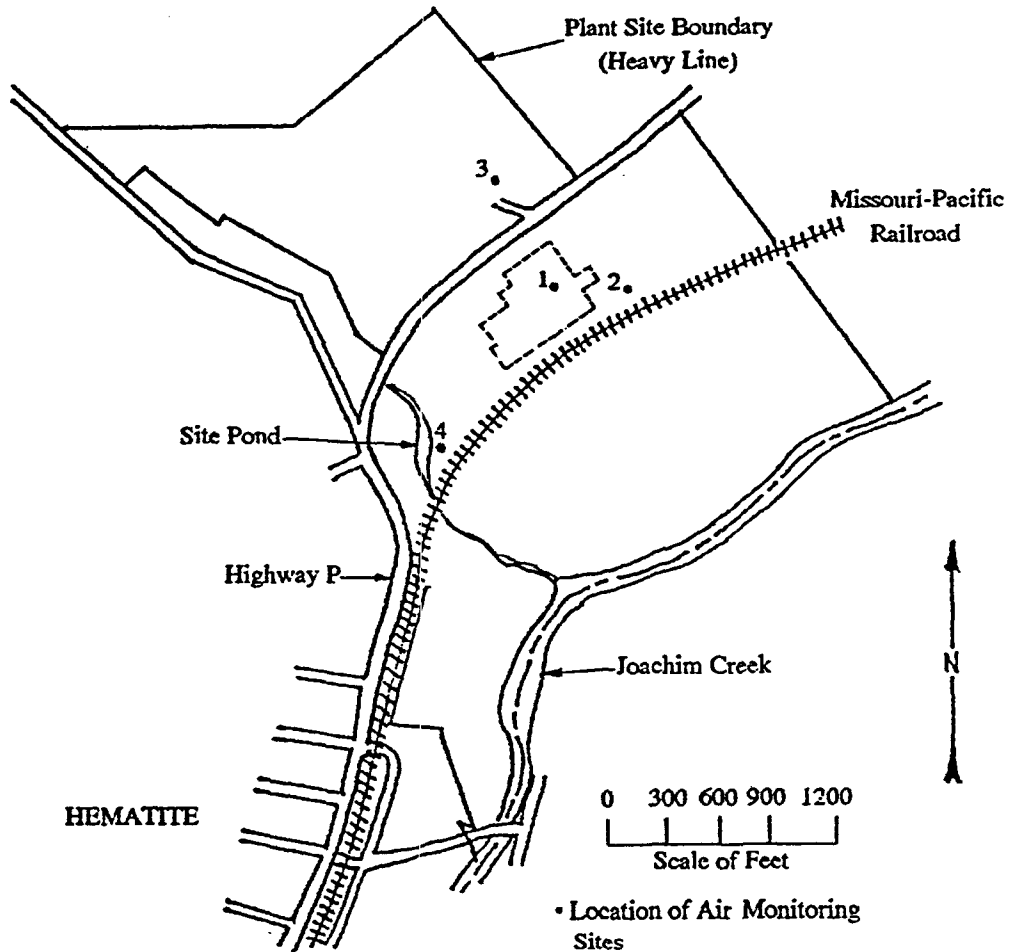 Plant Site Boundary
(Heavy Line)
3
Missouri-Pacific
Railroad
1
2
4
Site Pond
Highway P
Joachim Creek
N
HEMATITE
0 300 600 900 1200
Scale of Feet
• Location of Air Monitoring
Sites